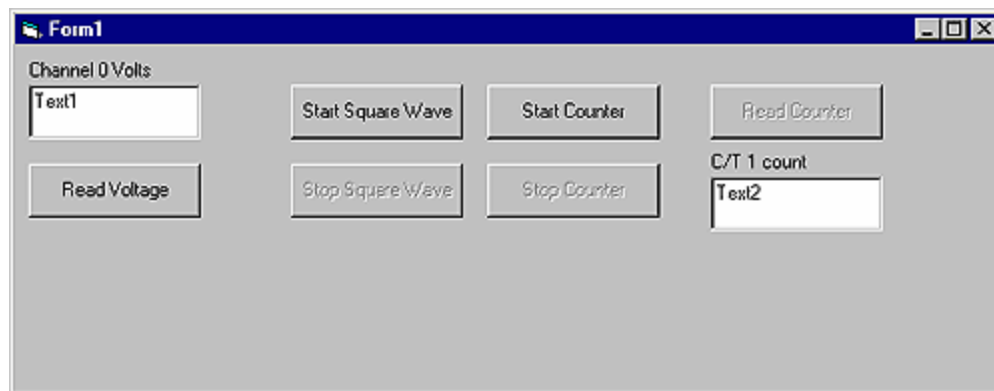 Form1
Channel 0 Volts
Text1
Start Square Wave
Start Counter
Read Counter
Read Voltage
Stop Square Wave
Stop Counter
C/T 1 count
Text2